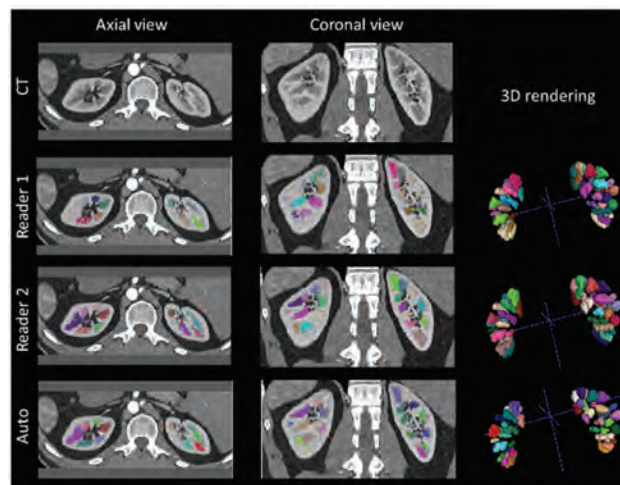 Axial view
Coronal view
CT
3D rendering
Reader 1
Reader 2
Auto